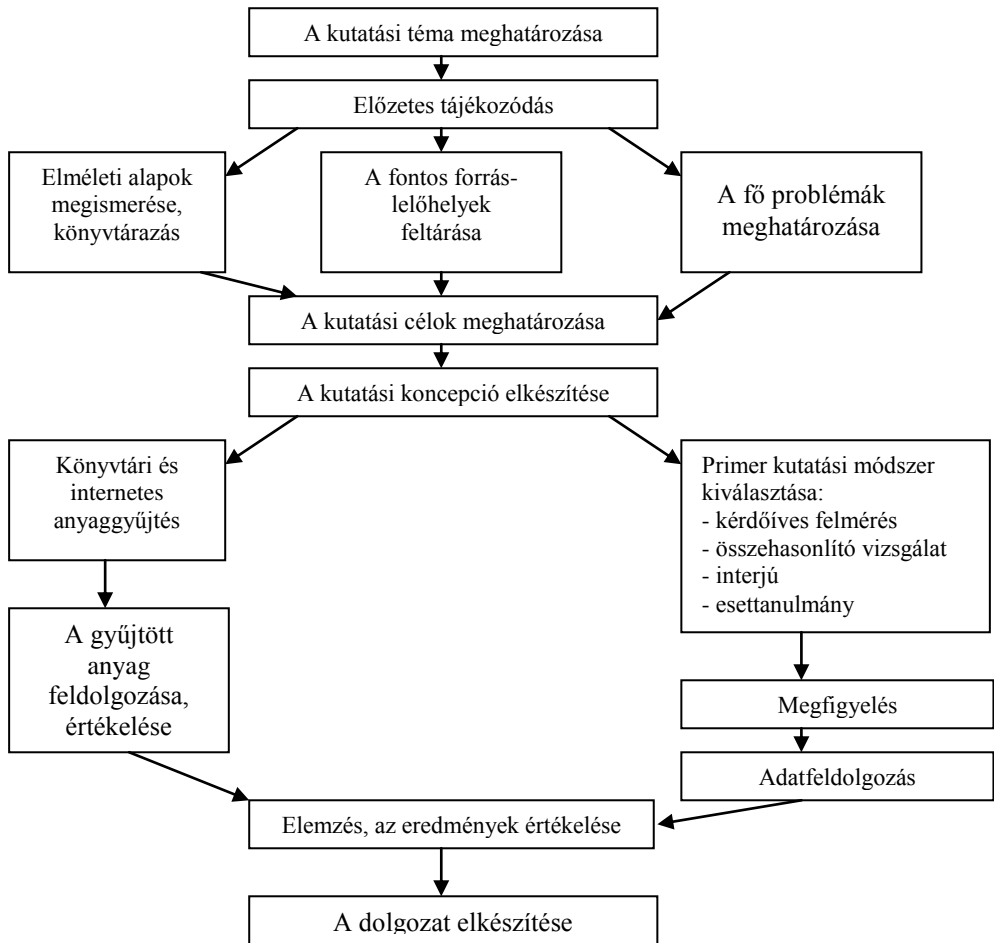 A kutatási téma meghatározása
Előzetes tájékozódás
Elméleti alapok
megismerése,
könyvtárazás
A fontos forrás-
lelőhelyek
feltárása
A fő problémák
meghatározása
A kutatási célok meghatározása
A kutatási koncepció elkészítése
Könyvtári és
internetes
anyaggyűjtés
Primer kutatási módszer
kiválasztása:
- kérdőíves felmérés
- összehasonlító vizsgálat
- interjú
- esettanulmány
A gyűjtött
anyag
feldolgozása,
értékelése
Megfigyelés
Adatfeldolgozás
Elemzés, az eredmények értékelése
A dolgozat elkészítése